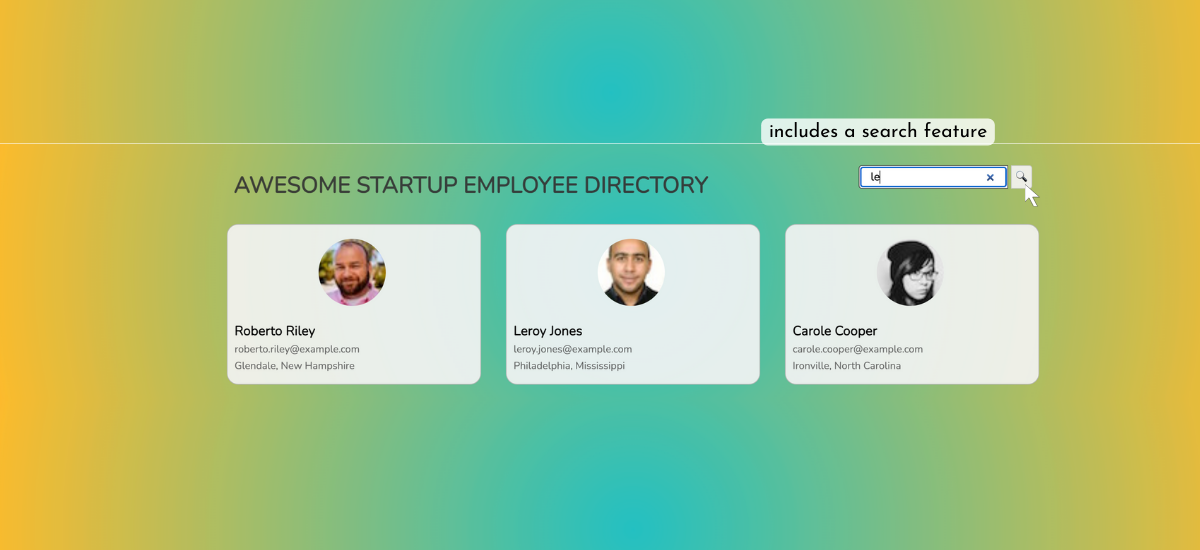 includes a search feature
AWESOME STARTUP EMPLOYEE DIRECTORY
le
Roberto Riley
roberto.riley@example.com
Glendale, New Hampshire
Leroy Jones
leroy.jones@example.com
Philadelphia, Mississippi
Carole Cooper
carole.cooper@example.com
Ironville, North Carolina